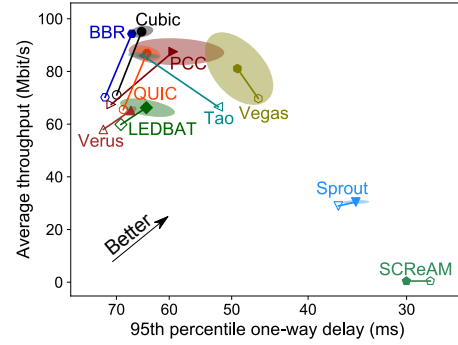 100
80
60
40
20
0
Average throughput (Mbit/s)
Cubic
BBR
PCC
QUIC
Tao
Vegas
LEDBAT
Verus
Sprout
Better
SCReAM
70
60
50
40
30
95th percentile one-way delay (ms)